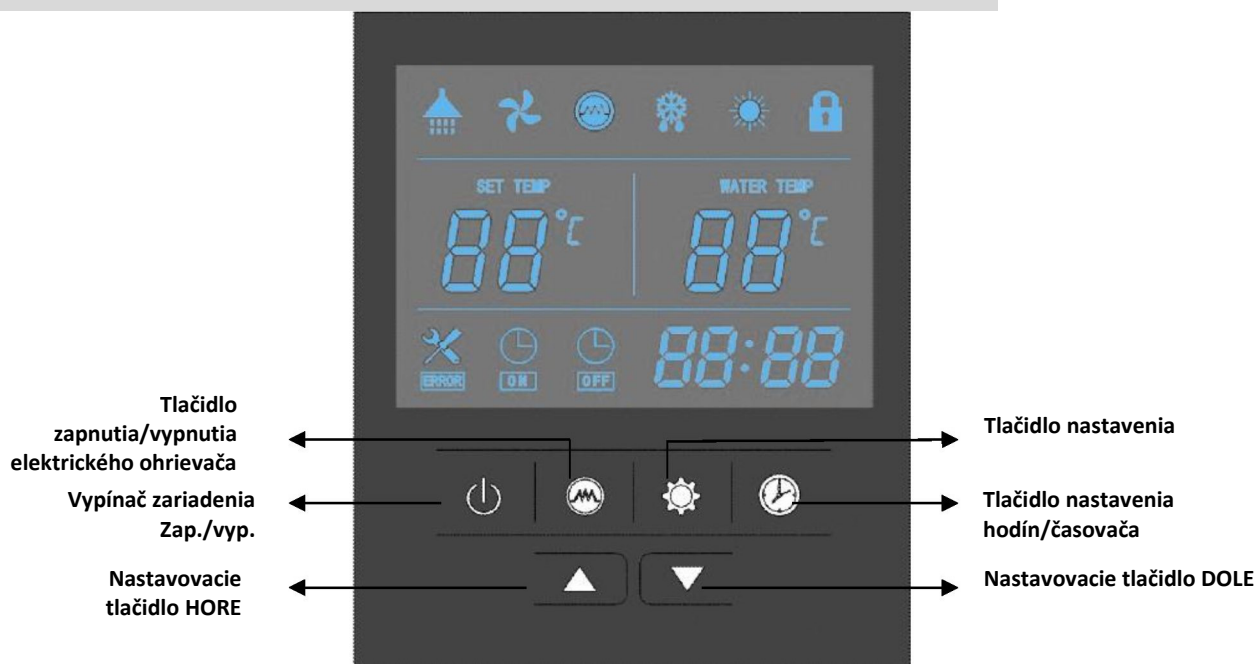 SET TEMP
WATER TEMP
88°C
88°C
ERROR
ON
OFF
88:88
Tlačidlo
zapnutia/vypnutia
elektrického ohrievača
Vypínač zariadenia
Zap./vyp.
Nastavovacie
tlačidlo HORE
Tlačidlo nastavenia
Tlačidlo nastavenia
hodín/časovača
Nastavovacie tlačidlo DOLE